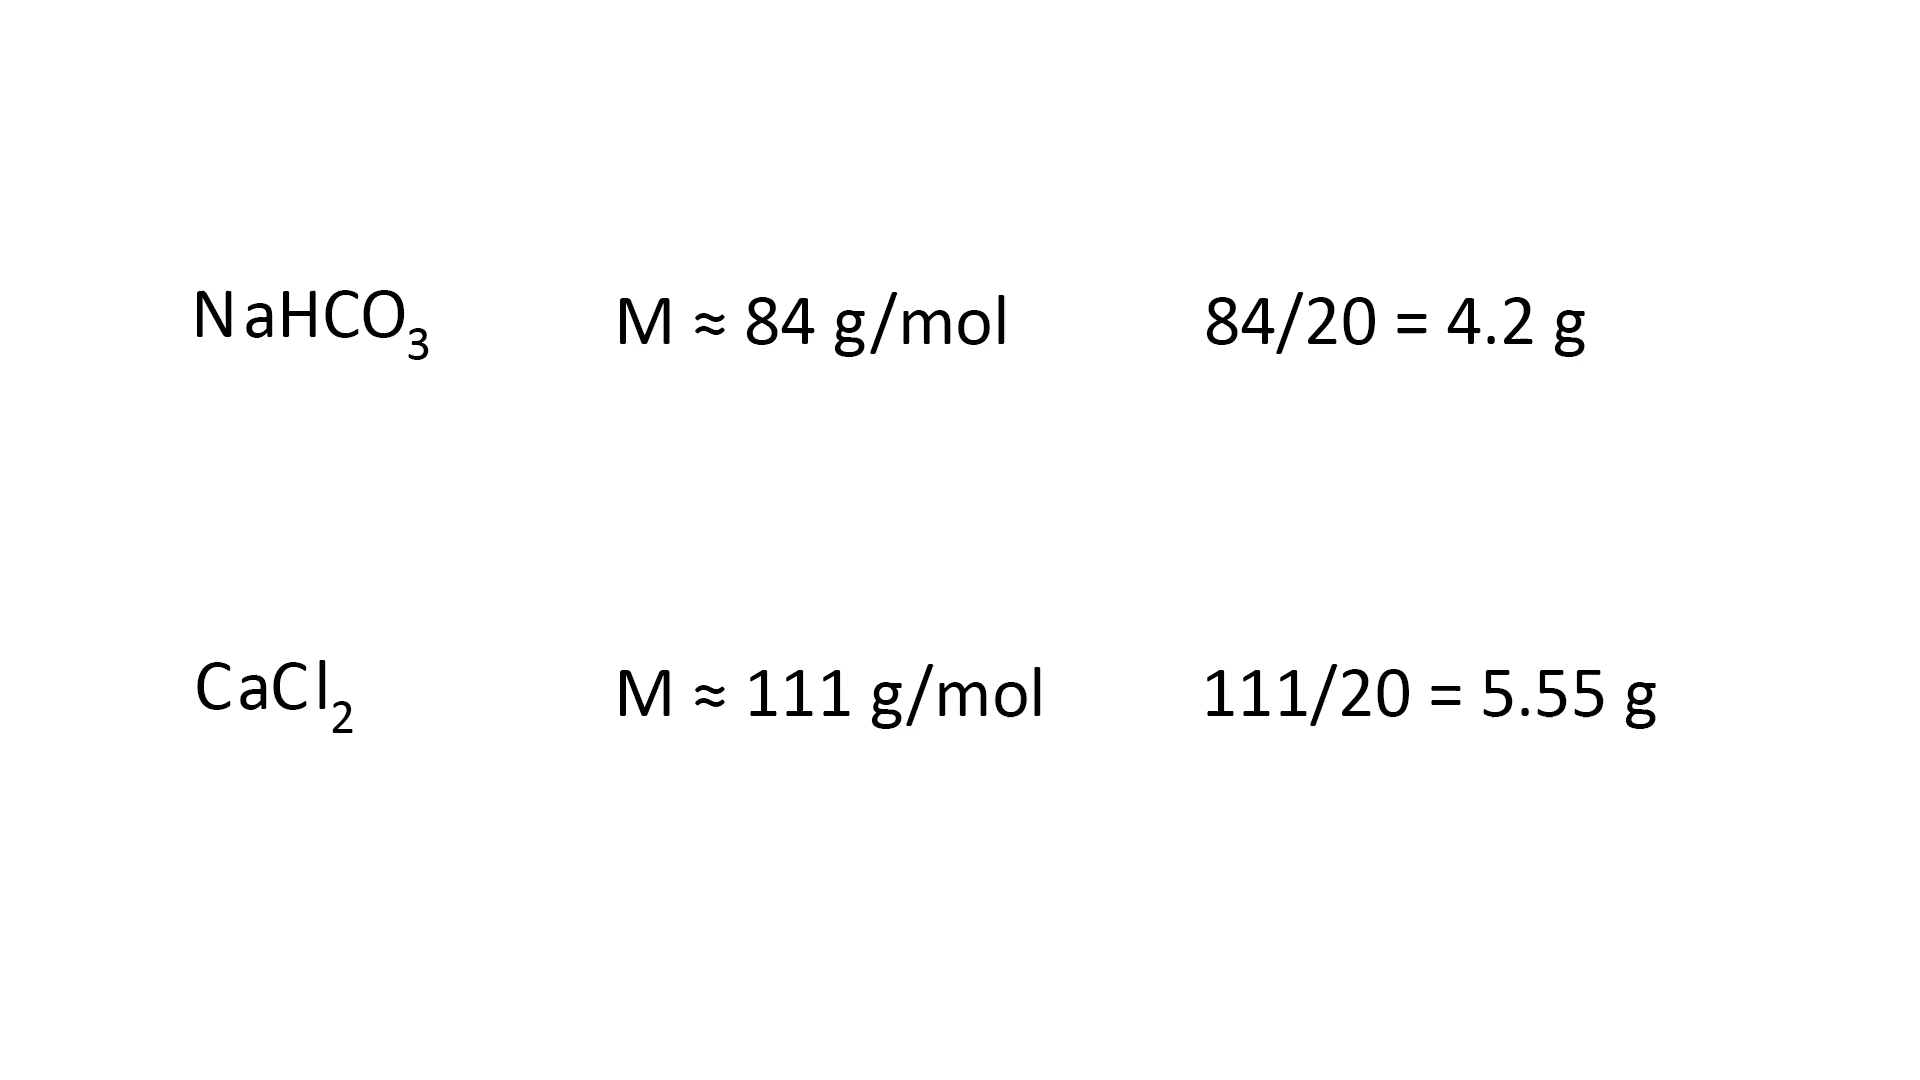 NaHCO₃ M ≈ 84 g/mol 84/20 = 4.2 g
CaCl₂ M ≈ 111 g/mol 111/20 = 5.55 g